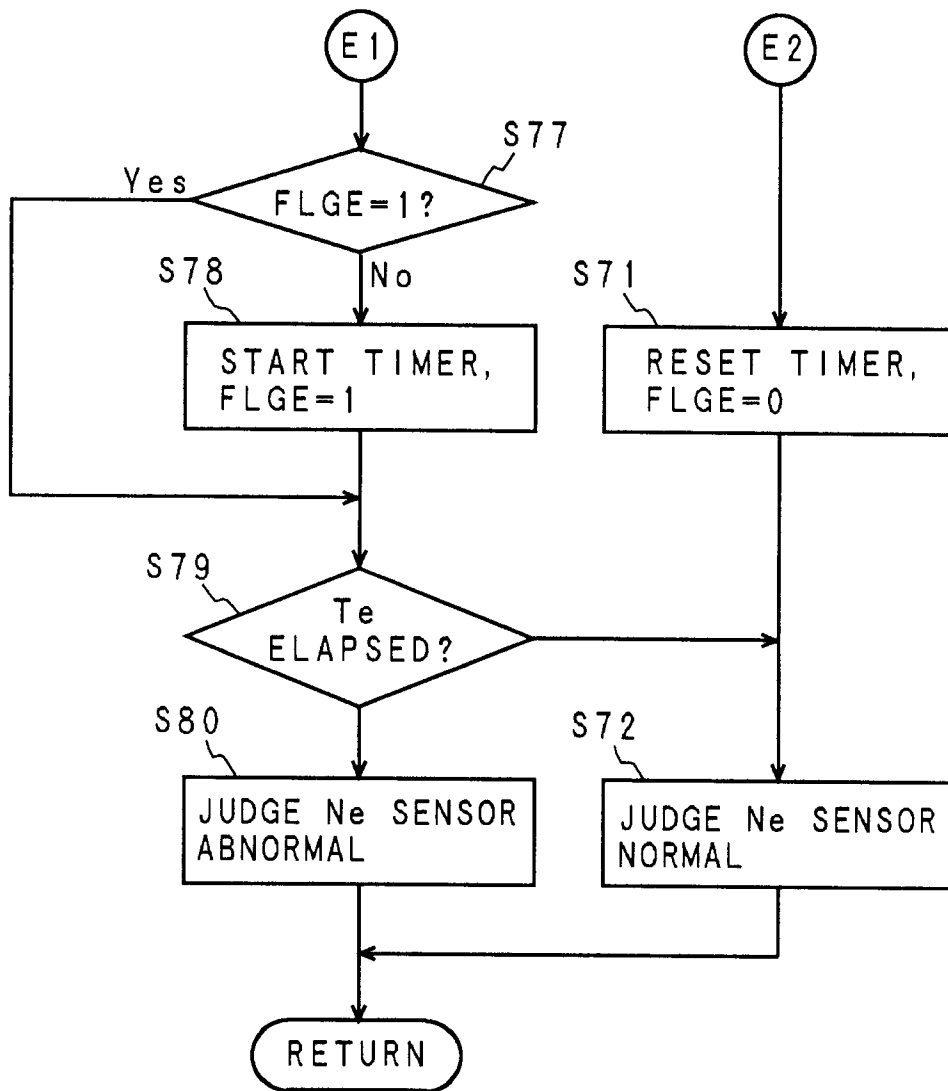 E1
E2
S77
Yes
FLGE=1?
No
S78
S71
START TIMER,
FLGE=1
RESET TIMER,
FLGE=0
S79
Te
ELAPSED?
S80
S72
JUDGE Ne SENSOR
ABNORMAL
JUDGE Ne SENSOR
NORMAL
RETURN